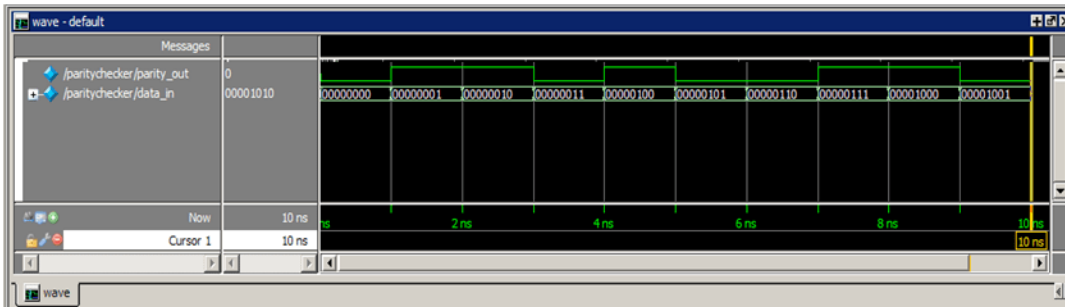 wave - default
Messages
/paritychecker/parity_out 0
/paritychecker/data_in 00001010 00000000 00000001 00000010 00000011 00000100 00000101 00000110 00000111 00001000 00001001
Now 10 ns ns 2 ns 4 ns 6 ns 8 ns 10 ns
Cursor 1 10 ns 10 ns
wave